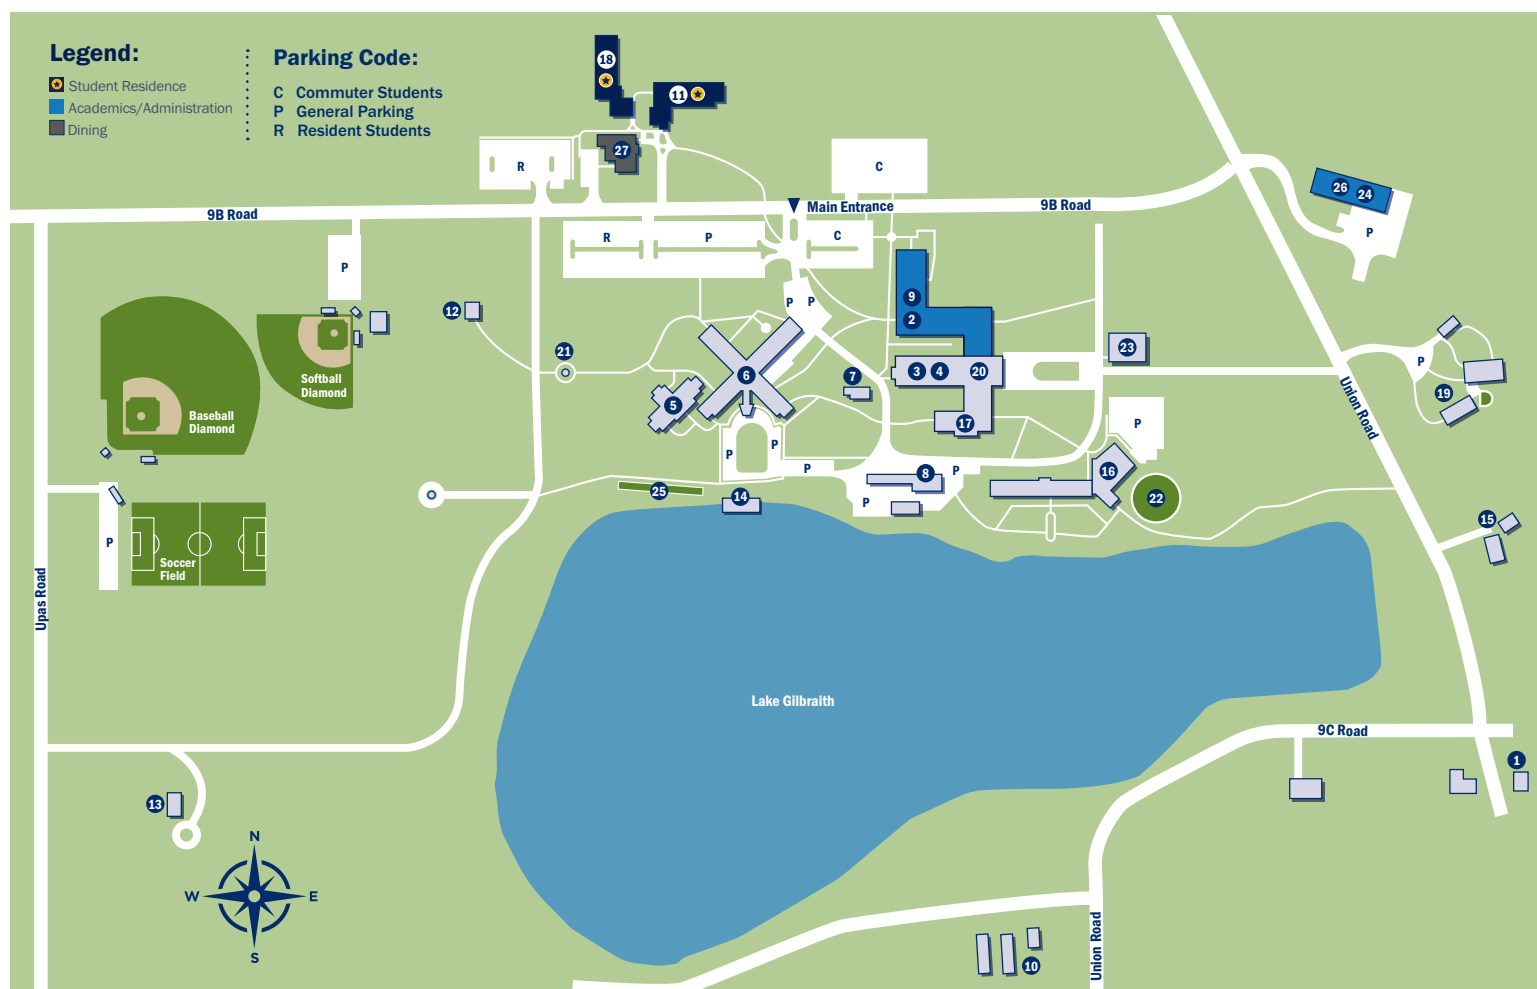 Legend:
Student Residence
Academics/Administration
Dining
Parking Code:
C Commuter Students
P General Parking
R Resident Students
18
11
27
R
C
9B Road
Main Entrance
9B Road
26
24
P
R
P
C
P
12
P
P
9
2
21
23
Softball
Diamond
6
7
3
4
20
19
Baseball
Diamond
5
17
P
Union Road
P
P
P
P
8
P
16
25
14
P
22
15
P
Soccer
Field
Upas Road
Lake Gilbraith
9C Road
1
13
N
W
E
S
Union Road
10
P